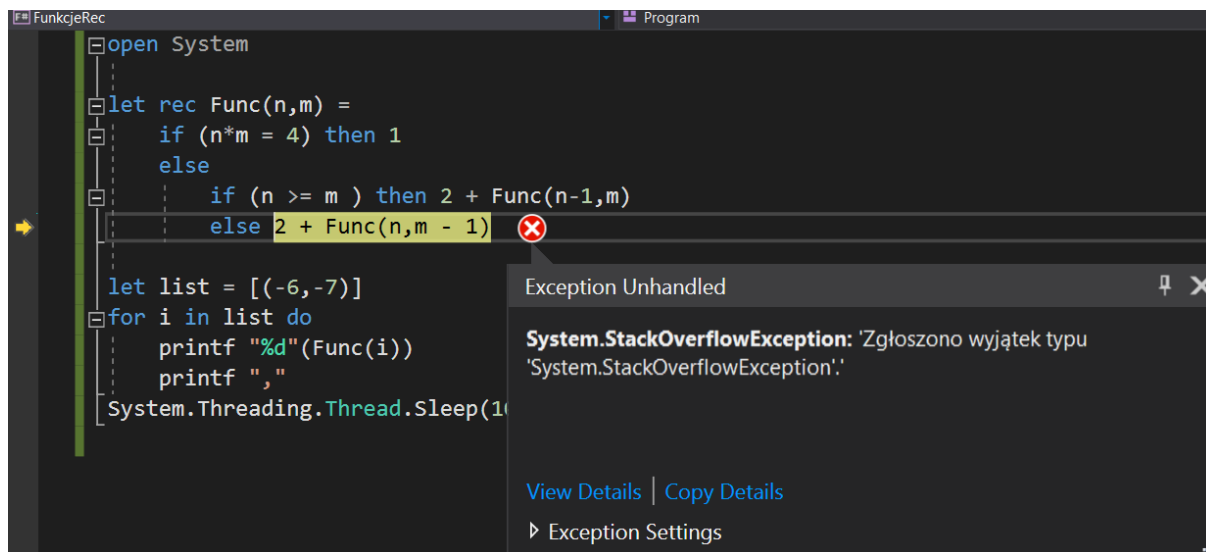 F# FunkcjeRec Program
open System
let rec Func(n,m) =
if (n*m = 4) then 1
else
if (n >= m ) then 2 + Func(n-1,m)
else 2 + Func(n,m - 1)
let list = [(-6,-7)]
for i in list do
printf "%d"(Func(i))
printf ","
System.Threading.Thread.Sleep(10
Exception Unhandled
System.StackOverflowException: 'Zgłoszono wyjątek typu
'System.StackOverflowException'.'
View Details | Copy Details
Exception Settings